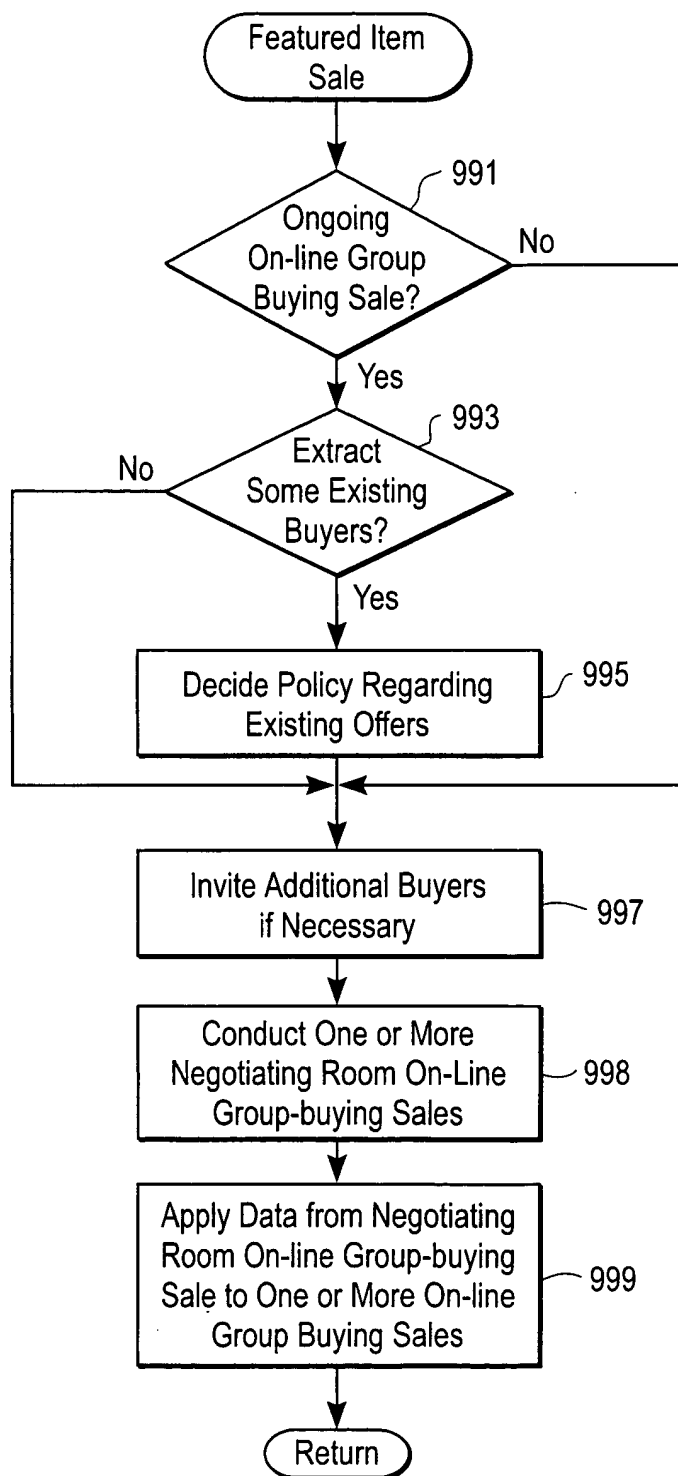 Featured Item
Sale
991
Ongoing
On-line Group
Buying Sale?
No
Yes
993
No
Extract
Some Existing
Buyers?
Yes
Decide Policy Regarding
Existing Offers
995
Invite Additional Buyers
if Necessary
997
Conduct One or More
Negotiating Room On-Line
Group-buying Sales
998
Apply Data from Negotiating
Room On-line Group-buying
Sale to One or More On-line
Group Buying Sales
999
Return